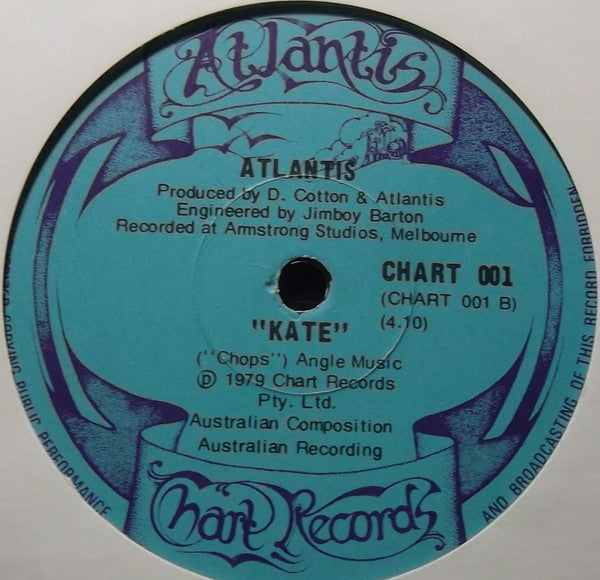 Atlantis
ATLANTIS
Produced by D. Cotton & Atlantis
Engineered by Jimboy Barton
Recorded at Armstrong Studios, Melbourne
CHART 001
(CHART 001 B)
(4.10)
"KATE"
("Chops") Angle Music
℗ 1979 Chart Records
Pty. Ltd.
Australian Composition
Australian Recording
Chart Records
COPYING PUBLIC PERFORMANCE
AND BROADCASTING OF THIS RECORD FORBIDDEN